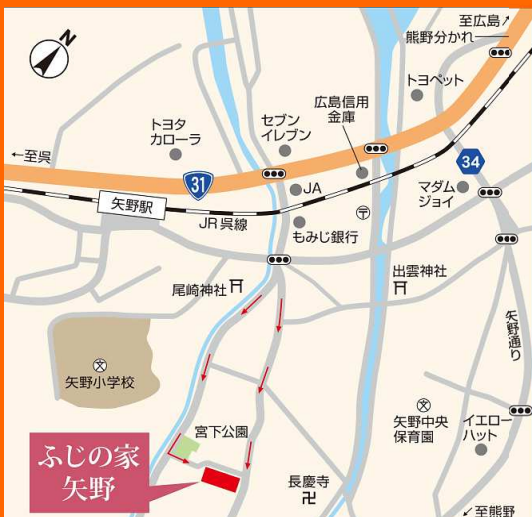 N
至広島↗
熊野分かれ
トヨペット
広島信用
金庫
セブン
イレブン
トヨタ
カローラ
←至呉
31
34
JA
マダム
ジョイ
矢野駅
JR呉線
〒
もみじ銀行
尾崎神社
出雲神社
矢野通り
文
矢野小学校
宮下公園
文
矢野中央
保育園
イエロー
ハット
ふじの家
矢野
長慶寺
卍
↙至熊野